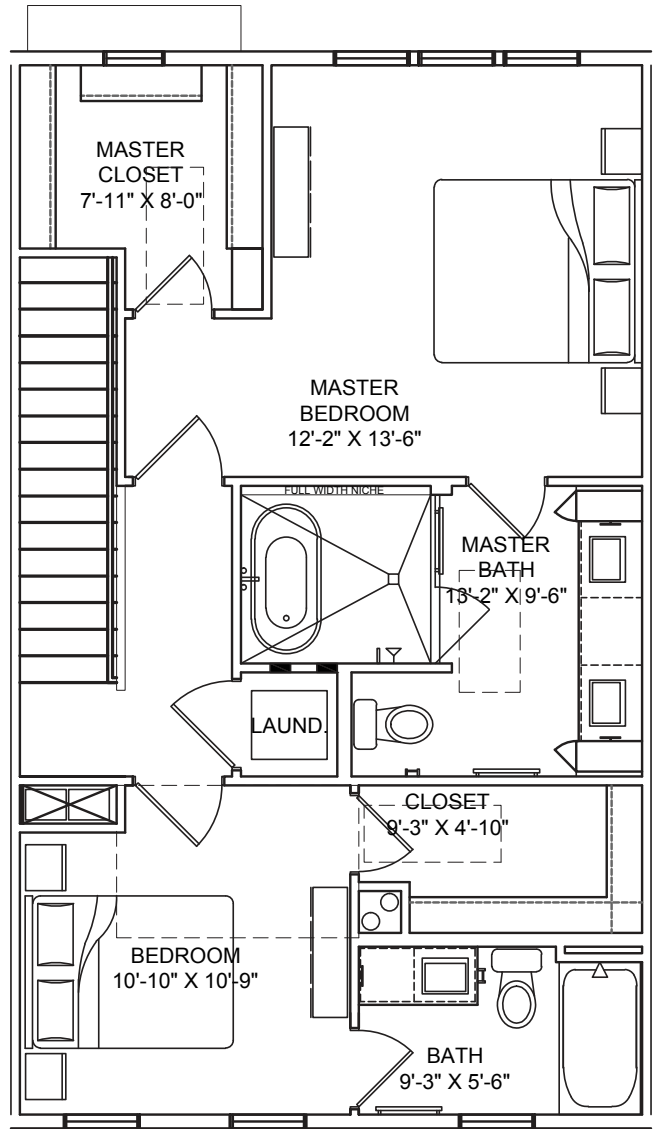 MASTER
CLOSET
7'-11" X 8'-0"
MASTER
BEDROOM
12'-2" X 13'-6"
FULL WIDTH NICHE
MASTER
BATH
13'-2" X 9'-6"
LAUND.
CLOSET
9'-3" X 4'-10"
BEDROOM
10'-10" X 10'-9"
BATH
9'-3" X 5'-6"